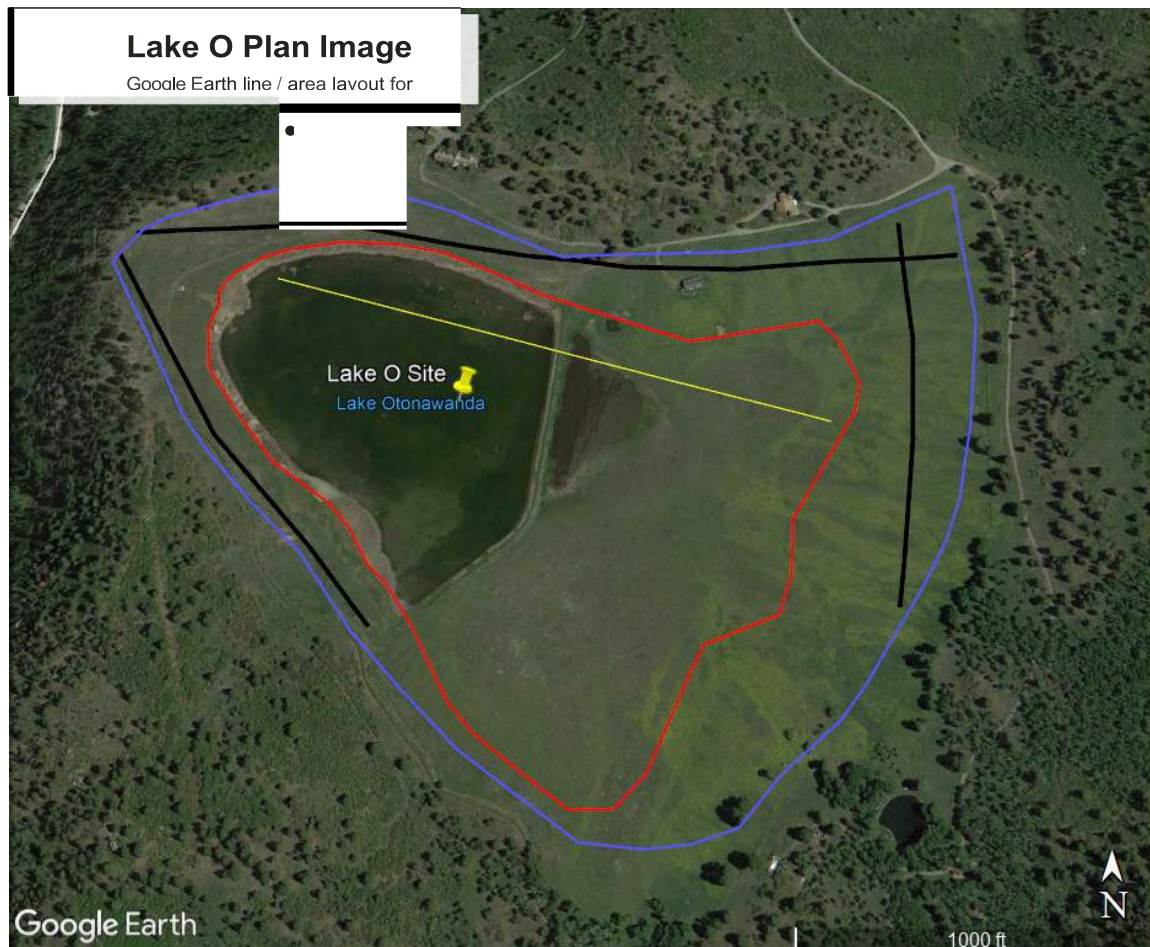 Lake O Plan Image
Google Earth line / area layout for
Lake O Site
Lake Otonawanda
N
Google Earth
1000 ft